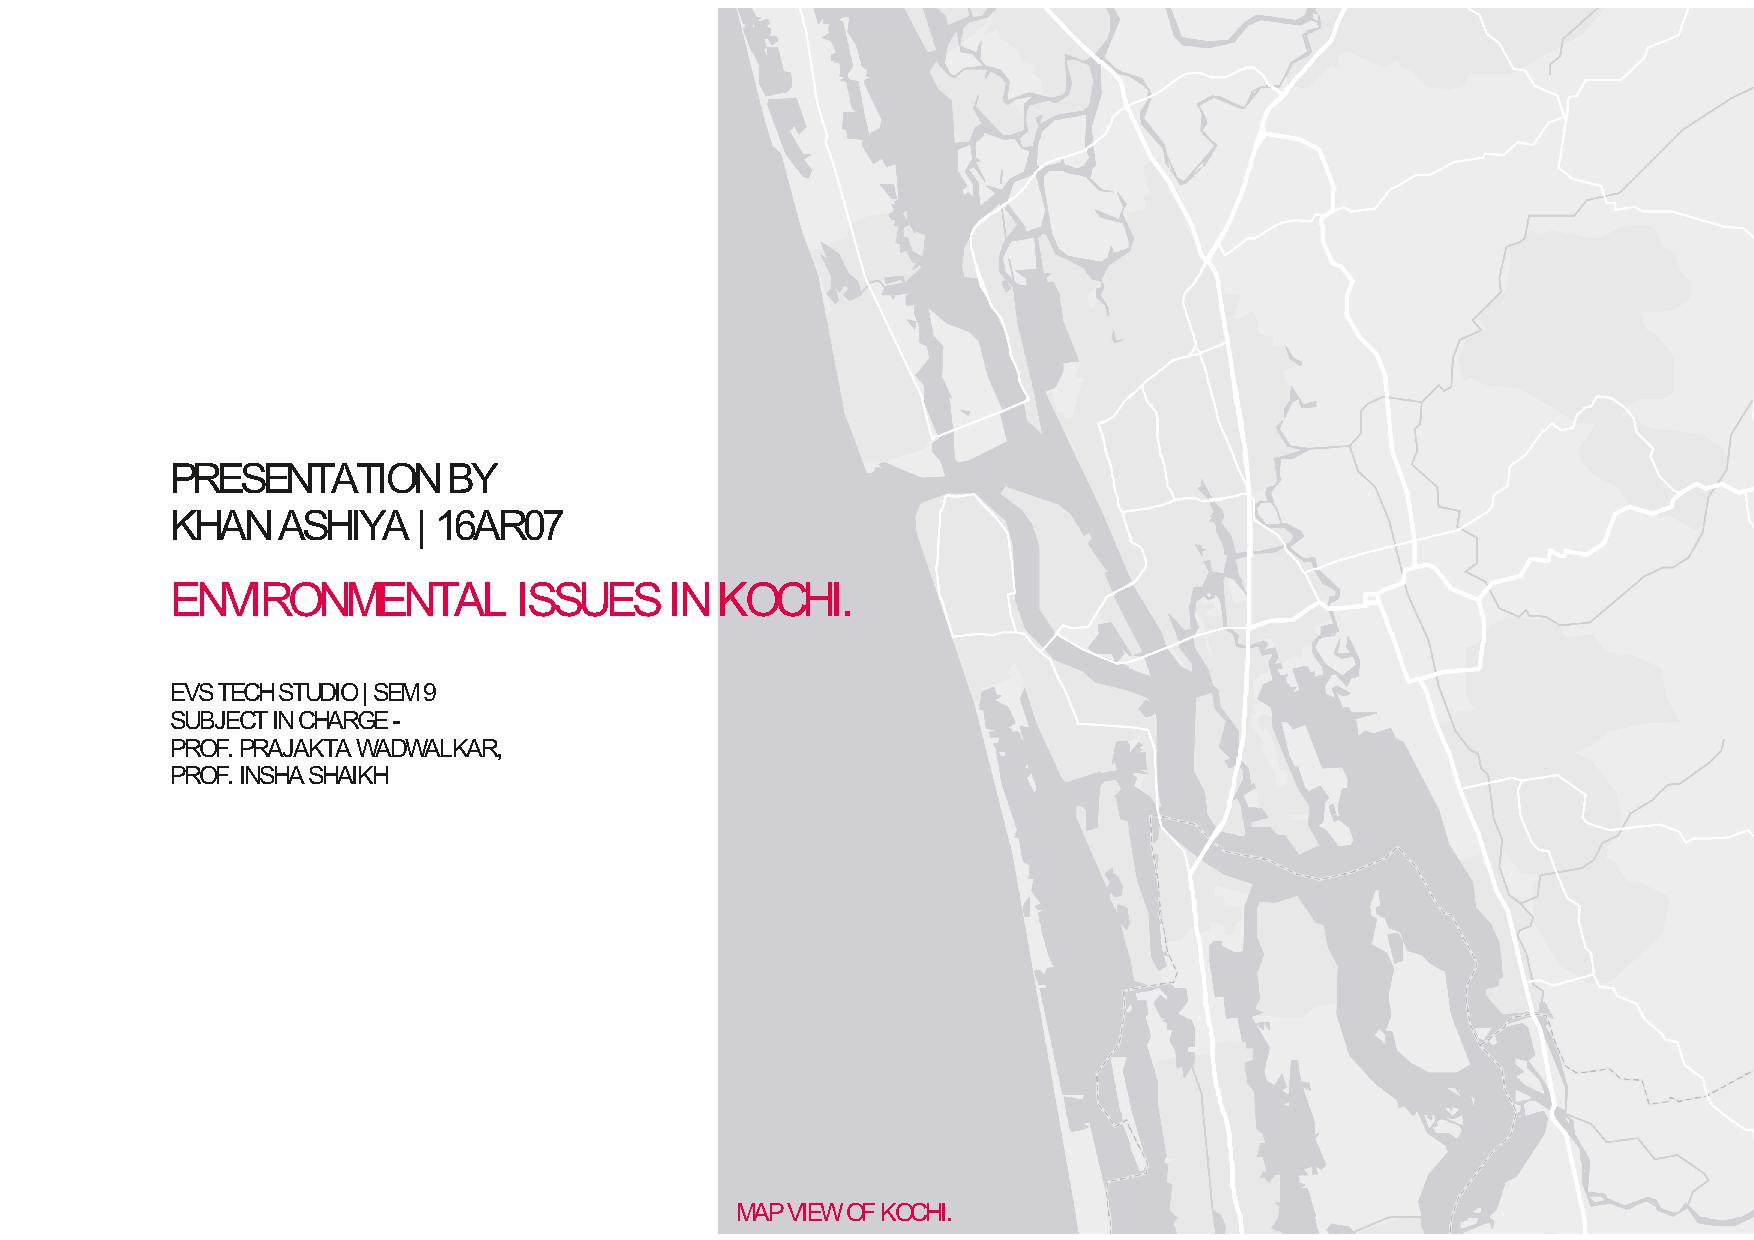 PRESENTATION BY
KHAN ASHIYA | 16AR07
ENVIRONMENTAL ISSUES IN KOCHI.
EVS TECH STUDIO | SEM 9
SUBJECT IN CHARGE -
PROF. PRAJAKTA WADWALKAR,
PROF. INSHA SHAIKH
MAP VIEW OF KOCHI.